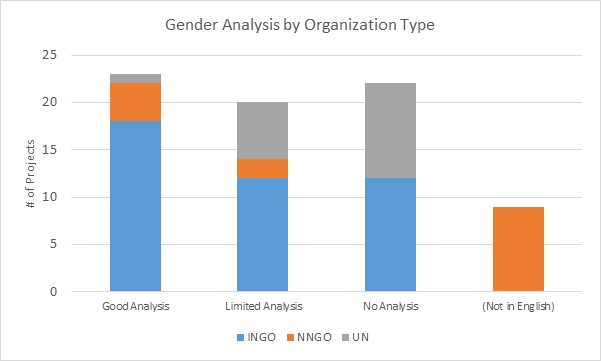 Gender Analysis by Organization Type
25
20
15
10
5
0
# of Projects
Good Analysis
Limited Analysis
No Analysis
(Not in English)
INGO NNGO UN